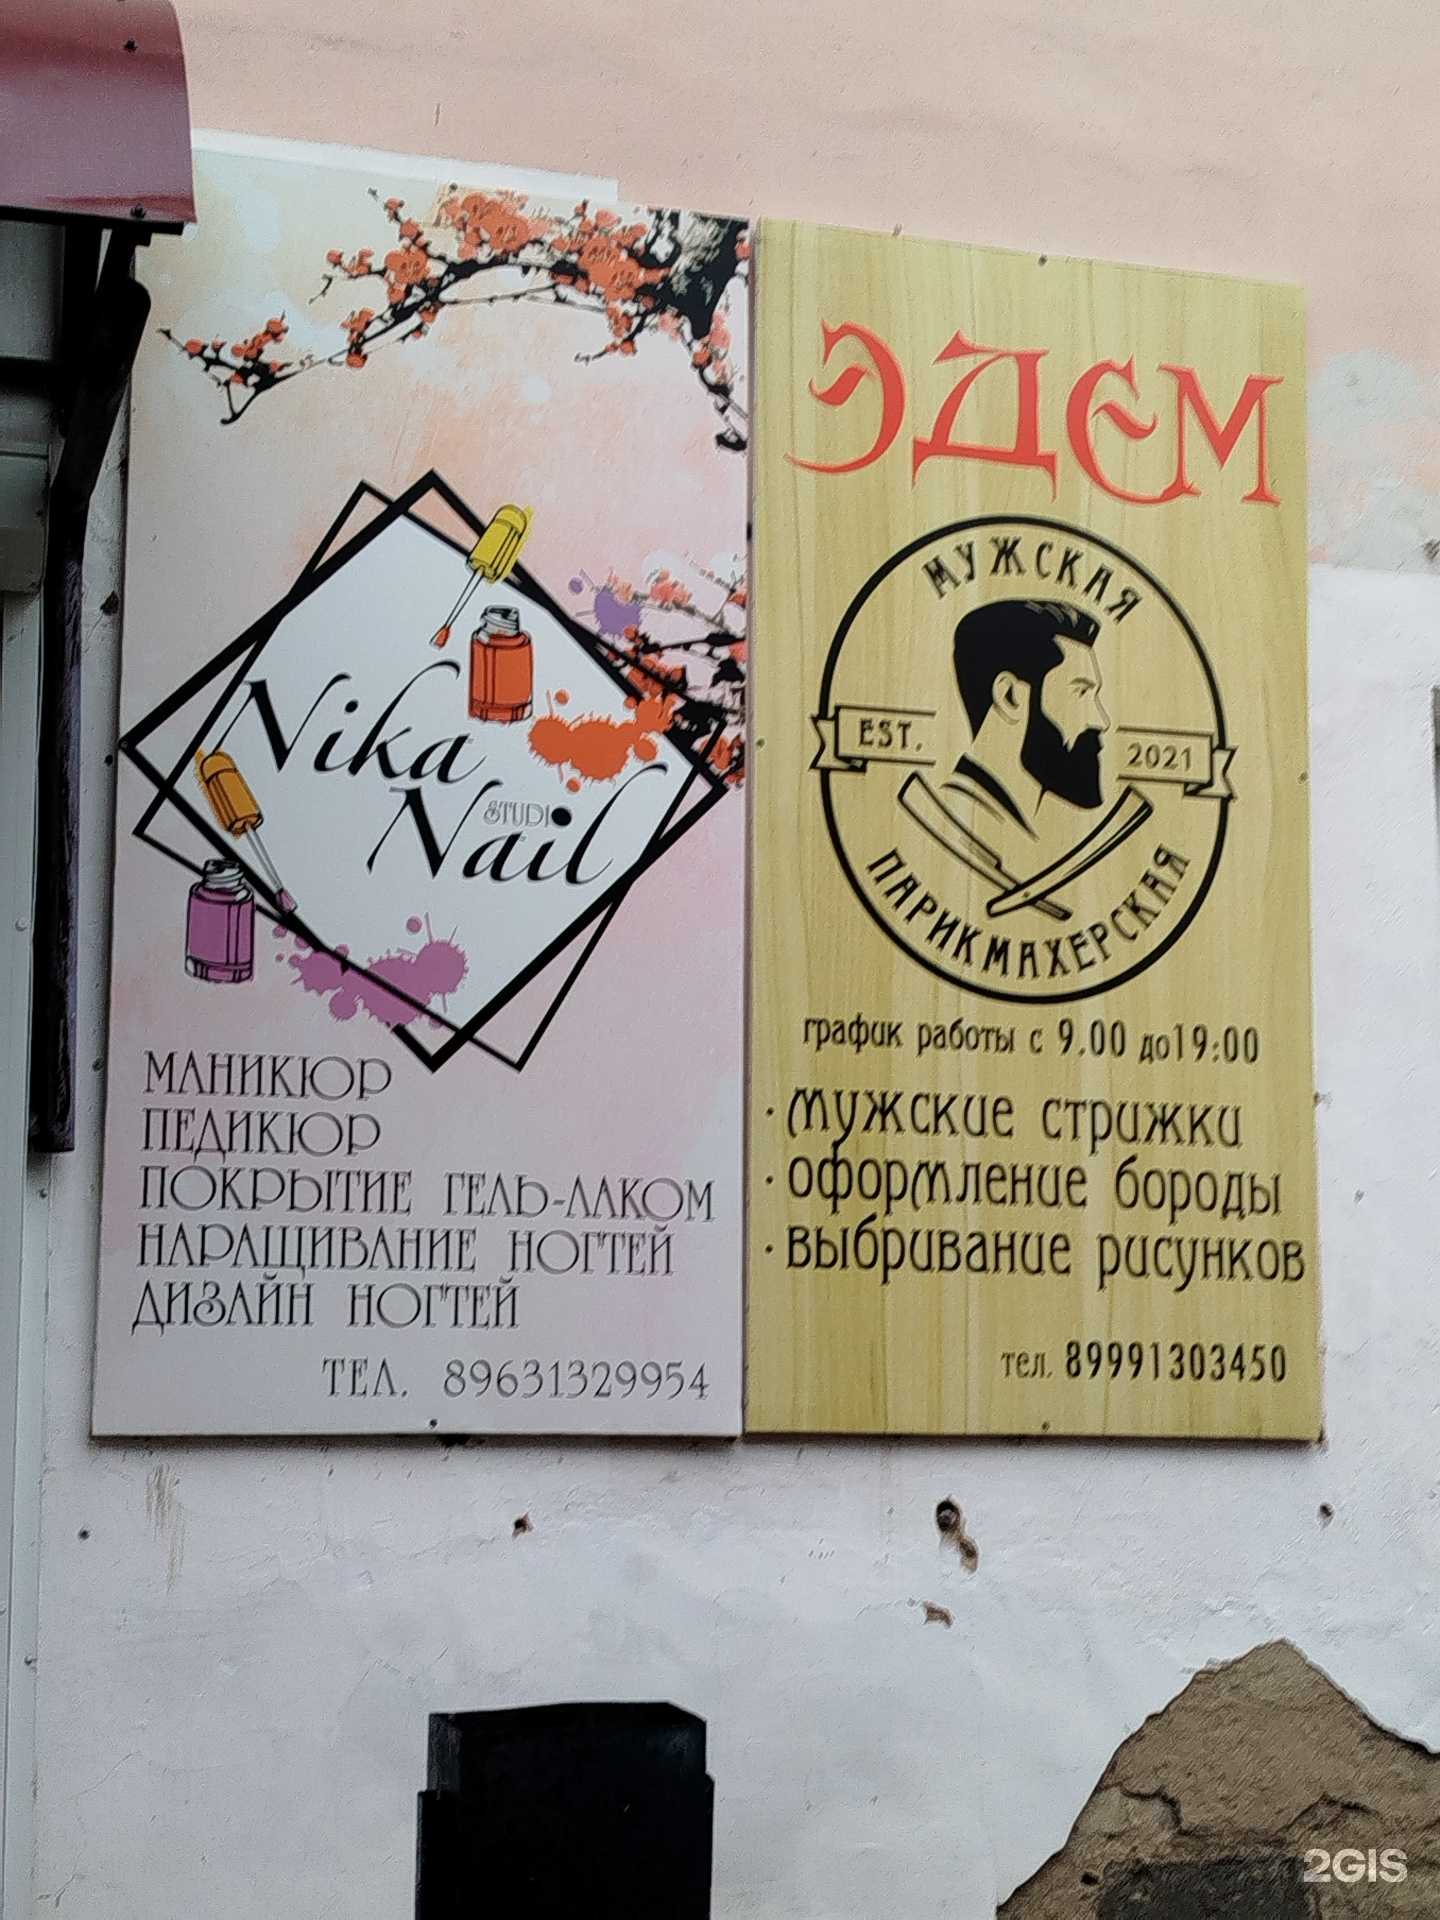 Nika
Nail
STUDIO
МАНИКЮР
ПЕДИКЮР
ПОКРЫТИЕ ГЕЛЬ-ЛАКОМ
НАРАЩИВАНИЕ НОГТЕЙ
ДИЗАЙН НОГТЕЙ
ТЕЛ. 89631329954
ЭДЕМ
МУЖСКАЯ
EST. 2021
ПАРИКМАХЕРСКАЯ
график работы с 9.00 до19:00
· мужские стрижки
· оформление бороды
· выбривание рисунков
тел. 89991303450
2GIS